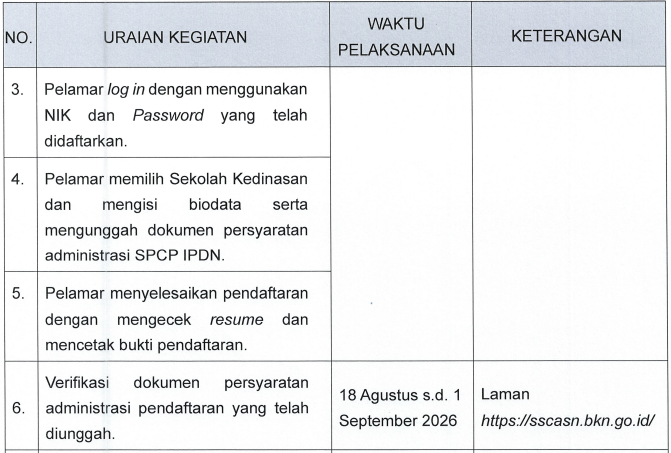 NO.
URAIAN KEGIATAN
WAKTU
PELAKSANAAN
KETERANGAN
3.
Pelamar log in dengan menggunakan
NIK dan Password yang telah
didaftarkan.
4.
Pelamar memilih Sekolah Kedinasan
dan mengisi biodata serta
mengunggah dokumen persyaratan
administrasi SPCP IPDN.
5.
Pelamar menyelesaikan pendaftaran
dengan mengecek resume dan
mencetak bukti pendaftaran.
6.
Verifikasi dokumen persyaratan
administrasi pendaftaran yang telah
diunggah.
18 Agustus s.d. 1
September 2026
Laman
https://sscasn.bkn.go.id/